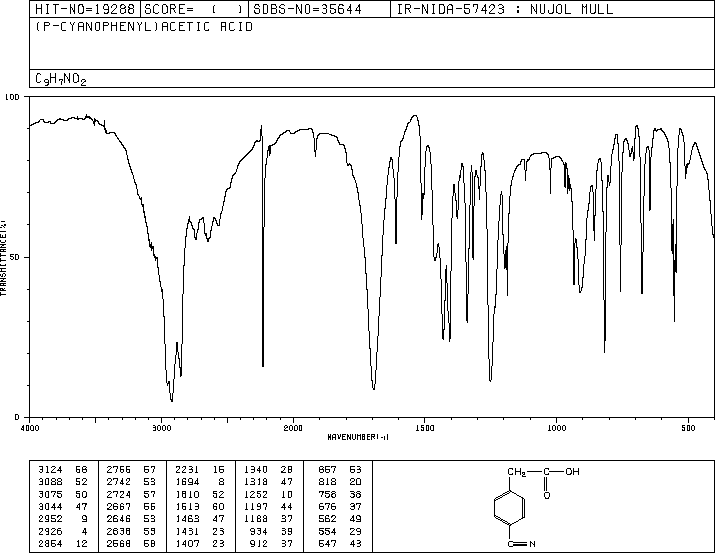 HIT-NO=19288 SCORE= ( ) SDBS-NO=35644 IR-NIDA-57423 : NUJOL MULL
(P-CYANOPHENYL)ACETIC ACID
C9H7NO2
100
50
0
TRANSMITTANCE(%)
4000 3000 2000 1500 1000 500
WAVENUMBER(-1)
3124 66 2766 57 2231 16 1340 28 857 53
3088 52 2742 53 1694 8 1318 47 818 20
3075 50 2724 57 1610 52 1252 10 758 38
3044 47 2667 56 1513 60 1197 44 676 37
2952 9 2646 53 1463 47 1188 37 562 49
2926 4 2638 53 1431 23 934 39 554 29
2854 12 2568 58 1407 23 912 37 547 43
CH2 C OH
O
C N